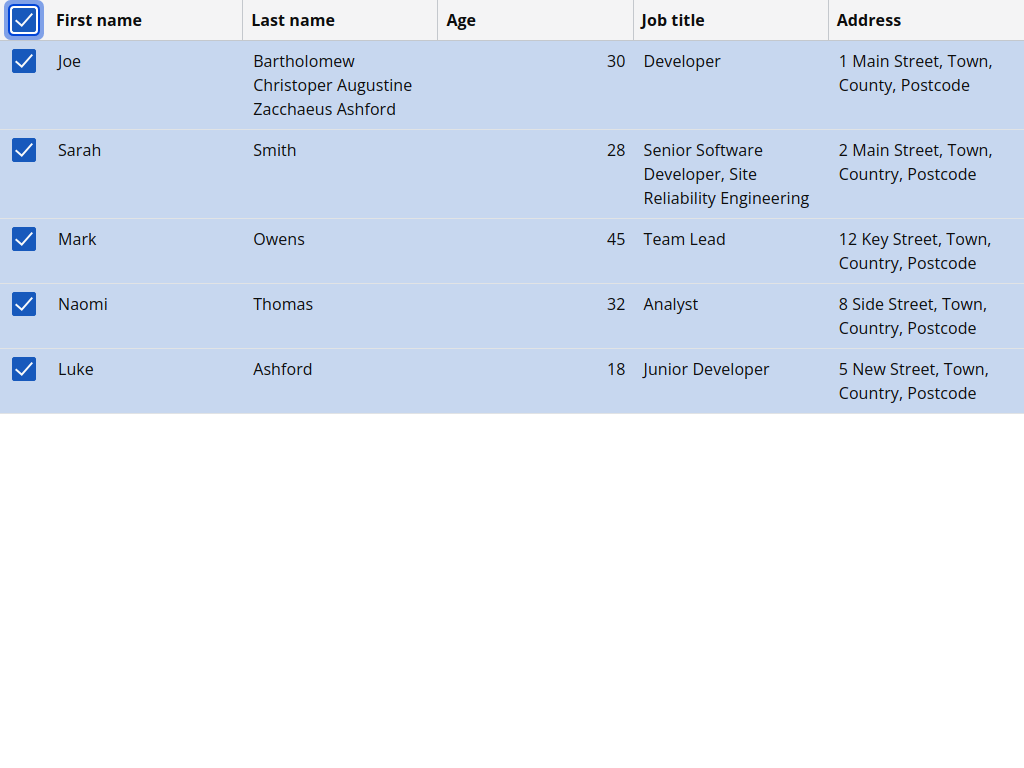 First name Last name Age Job title Address
Joe Bartholomew 30 Developer 1 Main Street, Town,
Christoper Augustine County, Postcode
Zacchaeus Ashford
Sarah Smith 28 Senior Software 2 Main Street, Town,
Developer, Site Country, Postcode
Reliability Engineering
Mark Owens 45 Team Lead 12 Key Street, Town,
Country, Postcode
Naomi Thomas 32 Analyst 8 Side Street, Town,
Country, Postcode
Luke Ashford 18 Junior Developer 5 New Street, Town,
Country, Postcode